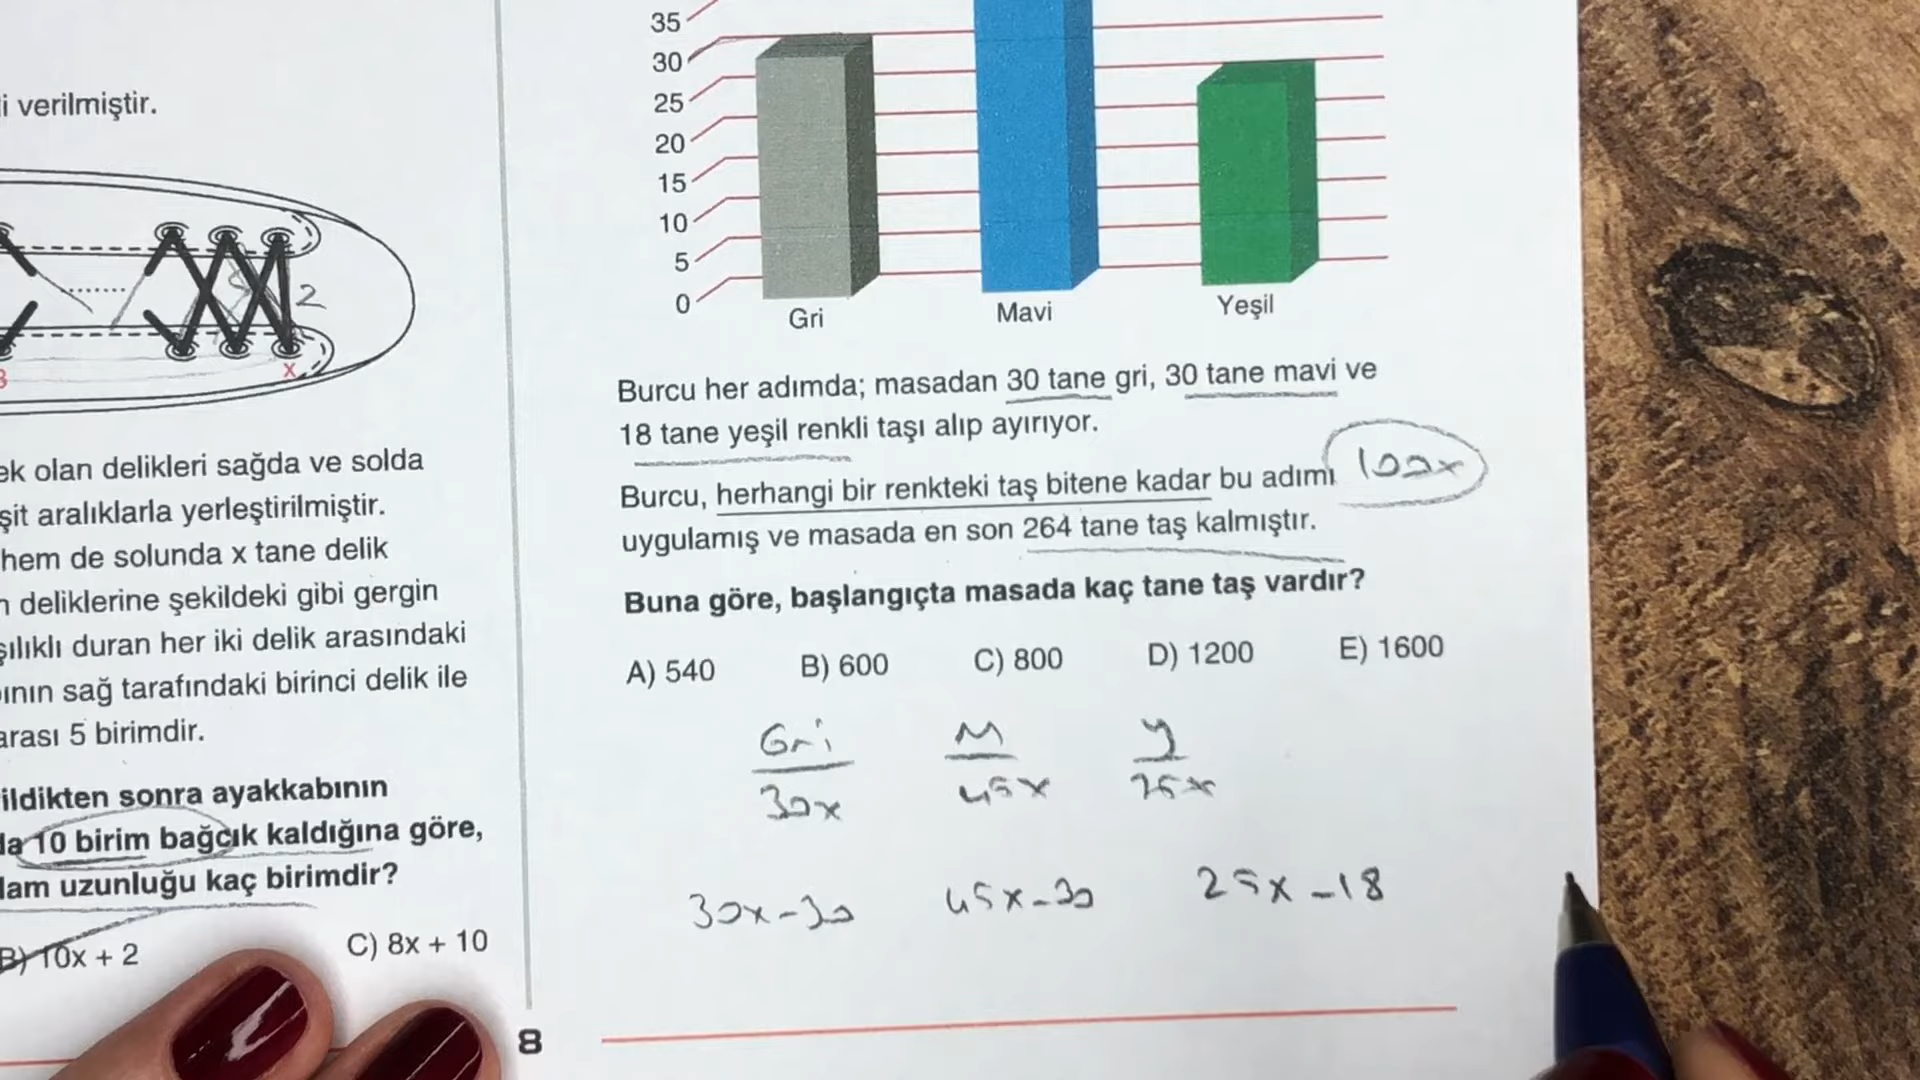 i verilmiştir.
2
x
ek olan delikleri sağda ve solda
şit aralıklarla yerleştirilmiştir.
hem de solunda x tane delik
n deliklerine şekildeki gibi gergin
şılıklı duran her iki delik arasındaki
ının sağ tarafındaki birinci delik ile
arası 5 birimdir.
ildikten sonra ayakkabının
da 10 birim bağcık kaldığına göre,
lam uzunluğu kaç birimdir?
B) 10x + 2 C) 8x + 10
35
30
25
20
15
10
5
0
Gri Mavi Yeşil
Burcu her adımda; masadan 30 tane gri, 30 tane mavi ve
18 tane yeşil renkli taşı alıp ayırıyor.
Burcu, herhangi bir renkteki taş bitene kadar bu adımı 100x
uygulamış ve masada en son 264 tane taş kalmıştır.
Buna göre, başlangıçta masada kaç tane taş vardır?
A) 540 B) 600 C) 800 D) 1200 E) 1600
Gri M y
30x 45x 25x
30x-30 45x-30 25x-18
8